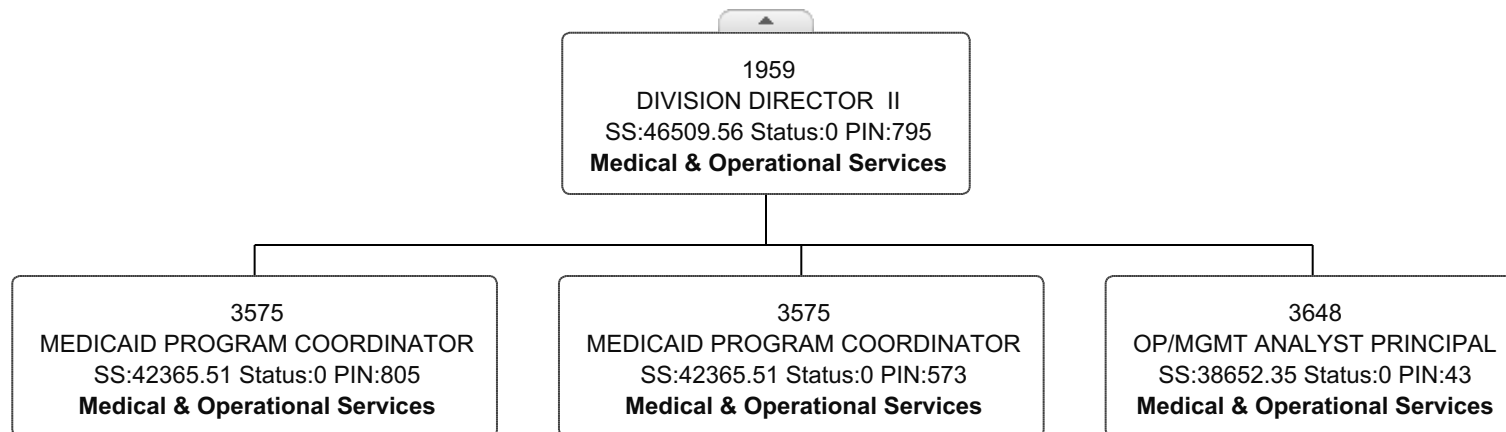 1959
DIVISION DIRECTOR II
SS:46509.56 Status:0 PIN:795
Medical & Operational Services
3575
MEDICAID PROGRAM COORDINATOR
SS:42365.51 Status:0 PIN:805
Medical & Operational Services
3575
MEDICAID PROGRAM COORDINATOR
SS:42365.51 Status:0 PIN:573
Medical & Operational Services
3648
OP/MGMT ANALYST PRINCIPAL
SS:38652.35 Status:0 PIN:43
Medical & Operational Services